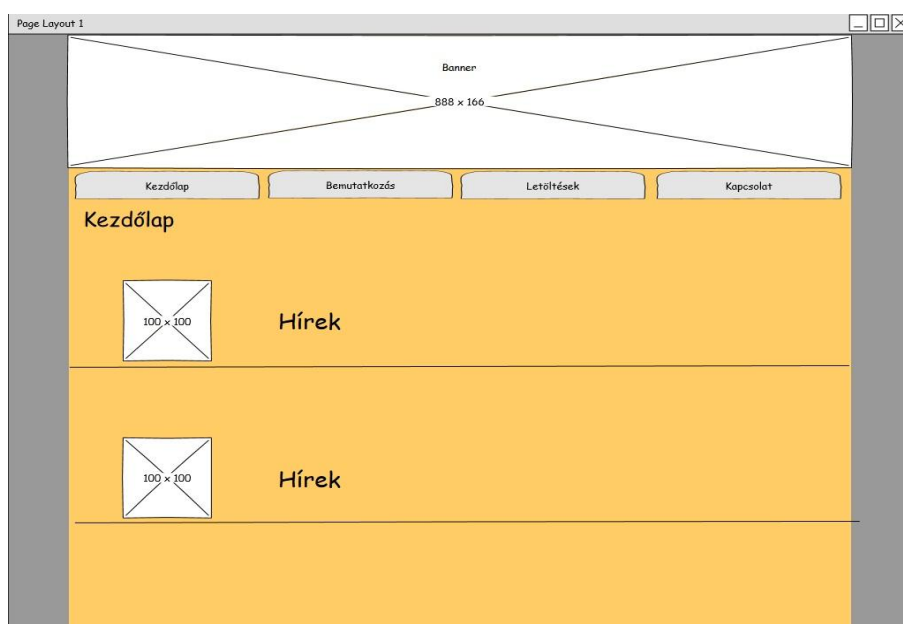 Page Layout 1
Banner
888 x 166
Kezdőlap
Bemutatkozás
Letöltések
Kapcsolat
Kezdőlap
100 x 100
Hírek
100 x 100
Hírek